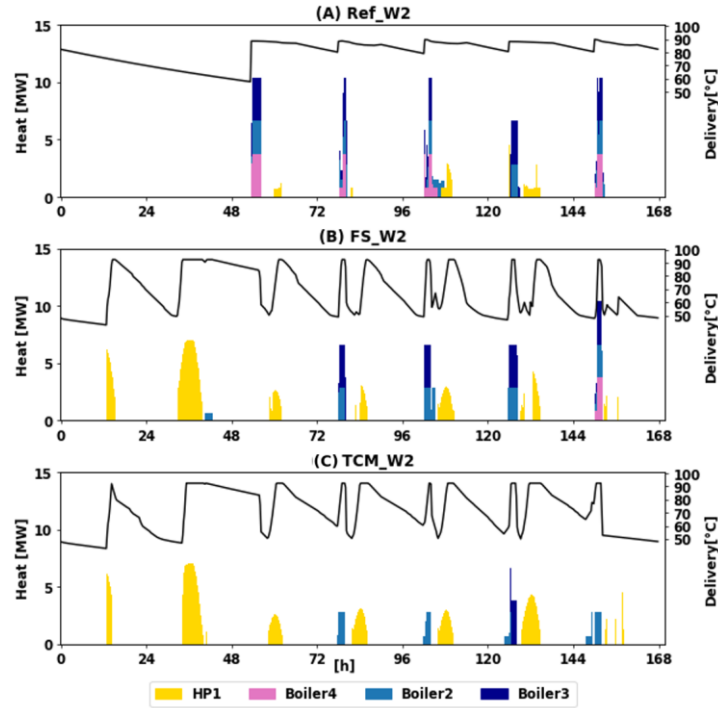 (A) Ref_W2
15
10
5
0
Heat [MW]
100
90
80
70
60
50
Delivery[°C]
0 24 48 72 96 120 144 168
(B) FS_W2
15
10
5
0
Heat [MW]
100
90
80
70
60
50
Delivery[°C]
0 24 48 72 96 120 144 168
(C) TCM_W2
15
10
5
0
Heat [MW]
100
90
80
70
60
50
Delivery[°C]
0 24 48 72 96 120 144 168
[h]
HP1 Boiler4 Boiler2 Boiler3